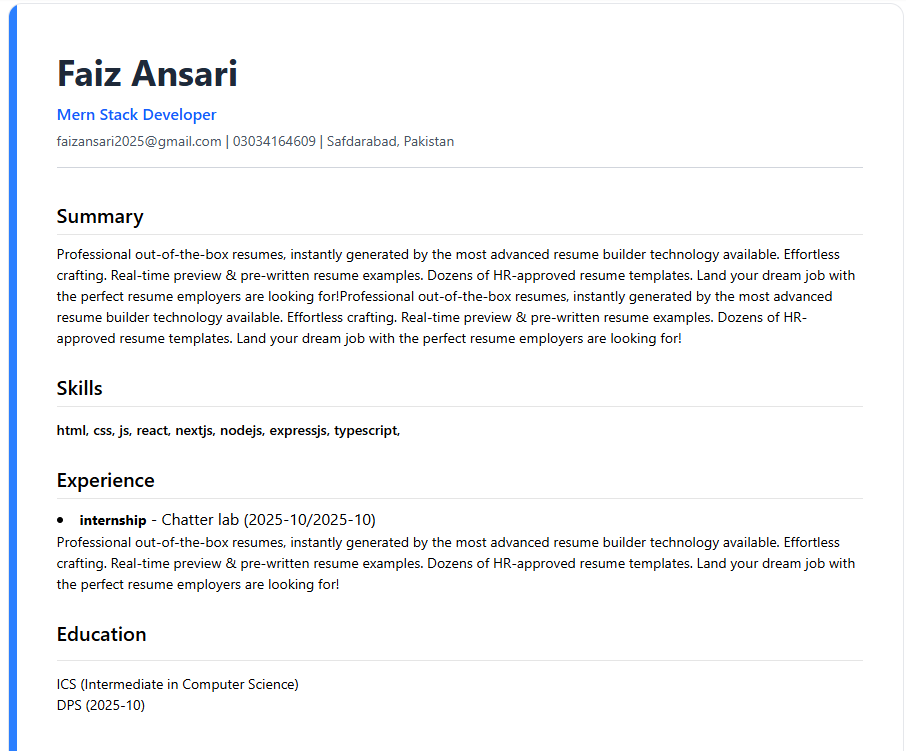 Faiz Ansari
Mern Stack Developer
faizansari2025@gmail.com | 03034164609 | Safdarabad, Pakistan
Summary
Professional out-of-the-box resumes, instantly generated by the most advanced resume builder technology available. Effortless
crafting. Real-time preview & pre-written resume examples. Dozens of HR-approved resume templates. Land your dream job with
the perfect resume employers are looking for!Professional out-of-the-box resumes, instantly generated by the most advanced
resume builder technology available. Effortless crafting. Real-time preview & pre-written resume examples. Dozens of HR-
approved resume templates. Land your dream job with the perfect resume employers are looking for!
Skills
html, css, js, react, nextjs, nodejs, expressjs, typescript,
Experience
• internship - Chatter lab (2025-10/2025-10)
Professional out-of-the-box resumes, instantly generated by the most advanced resume builder technology available. Effortless
crafting. Real-time preview & pre-written resume examples. Dozens of HR-approved resume templates. Land your dream job with
the perfect resume employers are looking for!
Education
ICS (Intermediate in Computer Science)
DPS (2025-10)